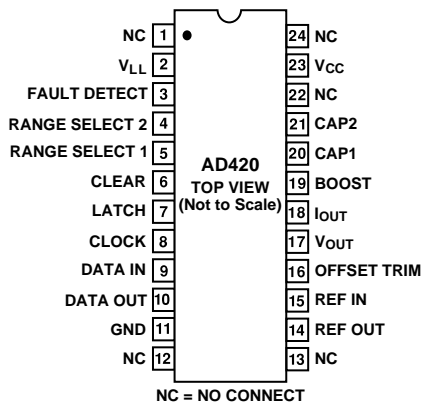 NC 1 24 NC
VLL 2 23 VCC
FAULT DETECT 3 22 NC
RANGE SELECT 2 4 21 CAP2
RANGE SELECT 1 5 20 CAP1
CLEAR 6 19 BOOST
LATCH 7 18 IOUT
CLOCK 8 17 VOUT
DATA IN 9 16 OFFSET TRIM
DATA OUT 10 15 REF IN
GND 11 14 REF OUT
NC 12 13 NC
AD420
TOP VIEW
(Not to Scale)
NC = NO CONNECT